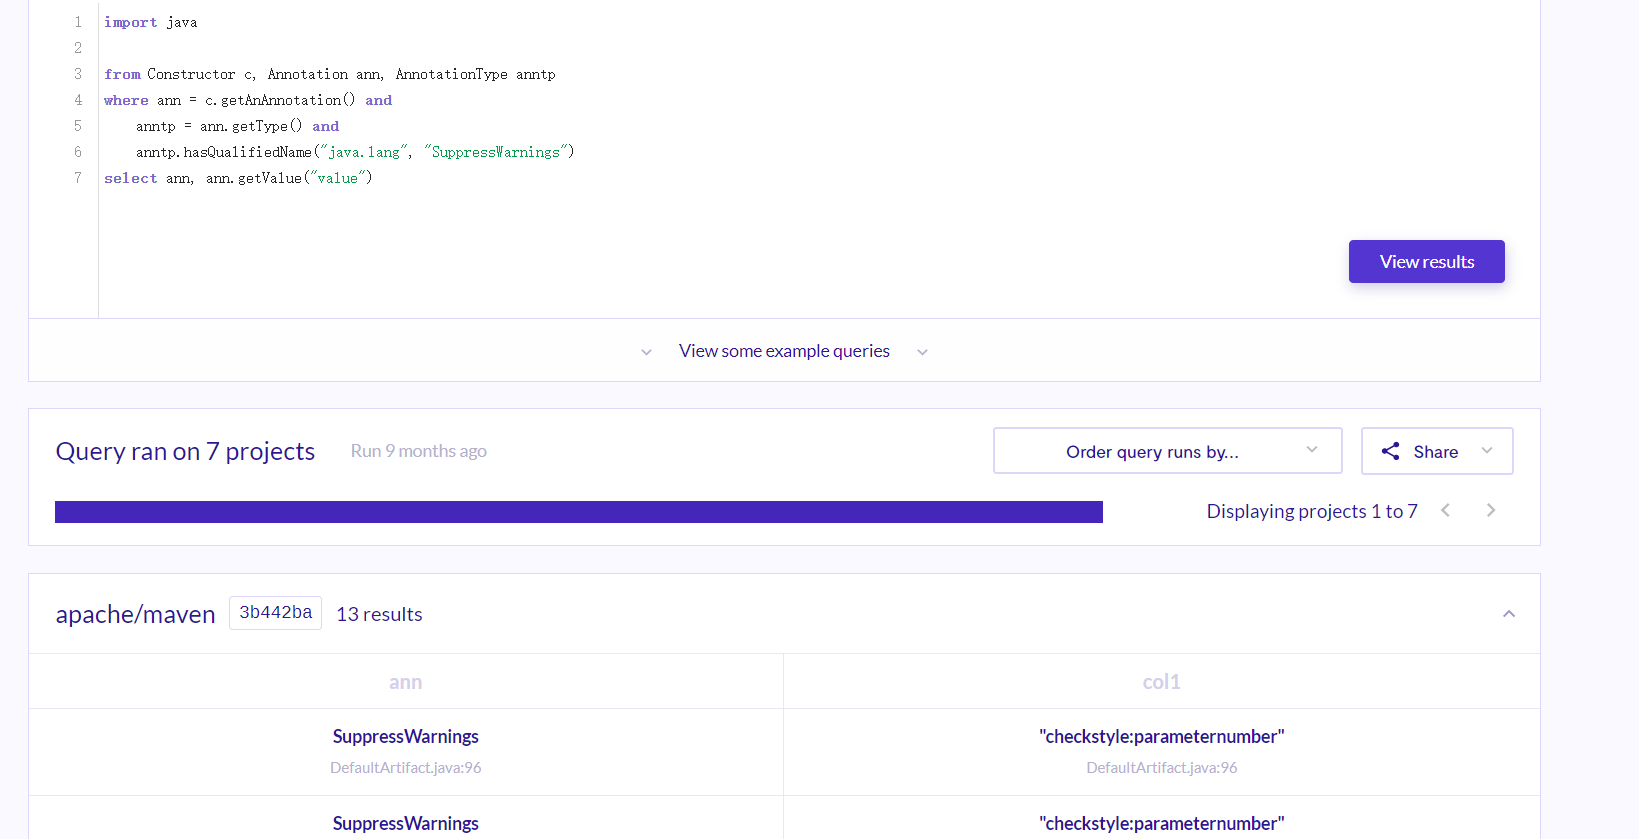 1 import java
2
3 from Constructor c, Annotation ann, AnnotationType anntp
4 where ann = c.getAnAnnotation() and
5 anntp = ann.getType() and
6 anntp.hasQualifiedName("java.lang", "SuppressWarnings")
7 select ann, ann.getValue("value")
View results
View some example queries
Query ran on 7 projects Run 9 months ago Order query runs by... Share
Displaying projects 1 to 7
apache/maven 3b442ba 13 results
ann col1
SuppressWarnings "checkstyle:parameternumber"
DefaultArtifact.java:96 DefaultArtifact.java:96
SuppressWarnings "checkstyle:parameternumber"